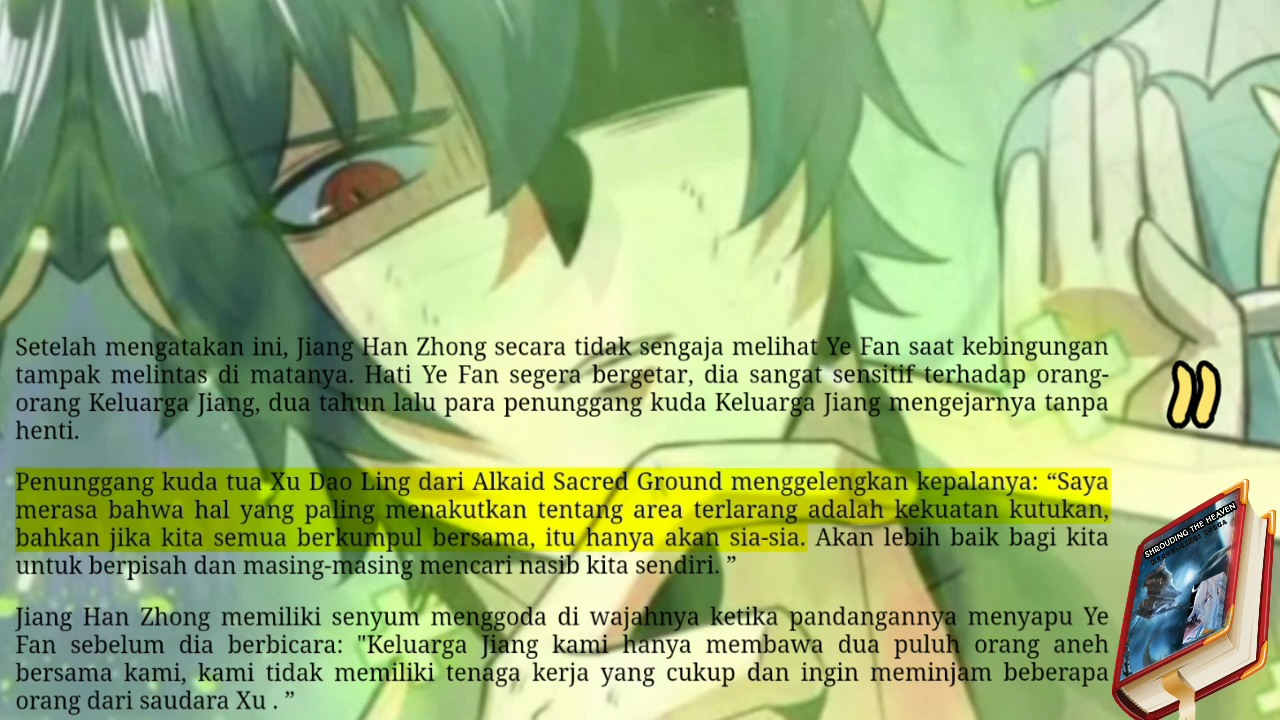 Setelah mengatakan ini, Jiang Han Zhong secara tidak sengaja melihat Ye Fan saat kebingungan
tampak melintas di matanya. Hati Ye Fan segera bergetar, dia sangat sensitif terhadap orang-
orang Keluarga Jiang, dua tahun lalu para penunggang kuda Keluarga Jiang mengejarnya tanpa
henti.
Penunggang kuda tua Xu Dao Ling dari Alkaid Sacred Ground menggelengkan kepalanya: “Saya
merasa bahwa hal yang paling menakutkan tentang area terlarang adalah kekuatan kutukan,
bahkan jika kita semua berkumpul bersama, itu hanya akan sia-sia. Akan lebih baik bagi kita
untuk berpisah dan masing-masing mencari nasib kita sendiri. ”
Jiang Han Zhong memiliki senyum menggoda di wajahnya ketika pandangannya menyapu Ye
Fan sebelum dia berbicara: "Keluarga Jiang kami hanya membawa dua puluh orang aneh
bersama kami, kami tidak memiliki tenaga kerja yang cukup dan ingin meminjam beberapa
orang dari saudara Xu . ”
SHROUDING THE HEAVEN